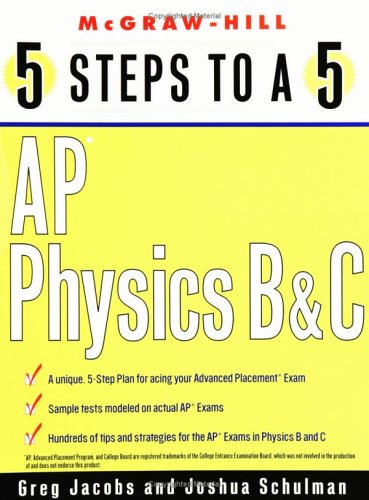 McGRAW-HILL
5 STEPS TO A 5
AP®
Physics B & C
A unique, 5-Step Plan for acing your Advanced Placement® Exam
Sample tests modeled on actual AP® Exams
Hundreds of tips and strategies for the AP® Exams in Physics B and C
®AP, Advanced Placement Program, and College Board are registered trademarks of the College Entrance Examination Board, which was not involved in the production
of and does not endorse this product.
Greg Jacobs and Joshua Schulman
Copyrighted Material
Copyrighted Material